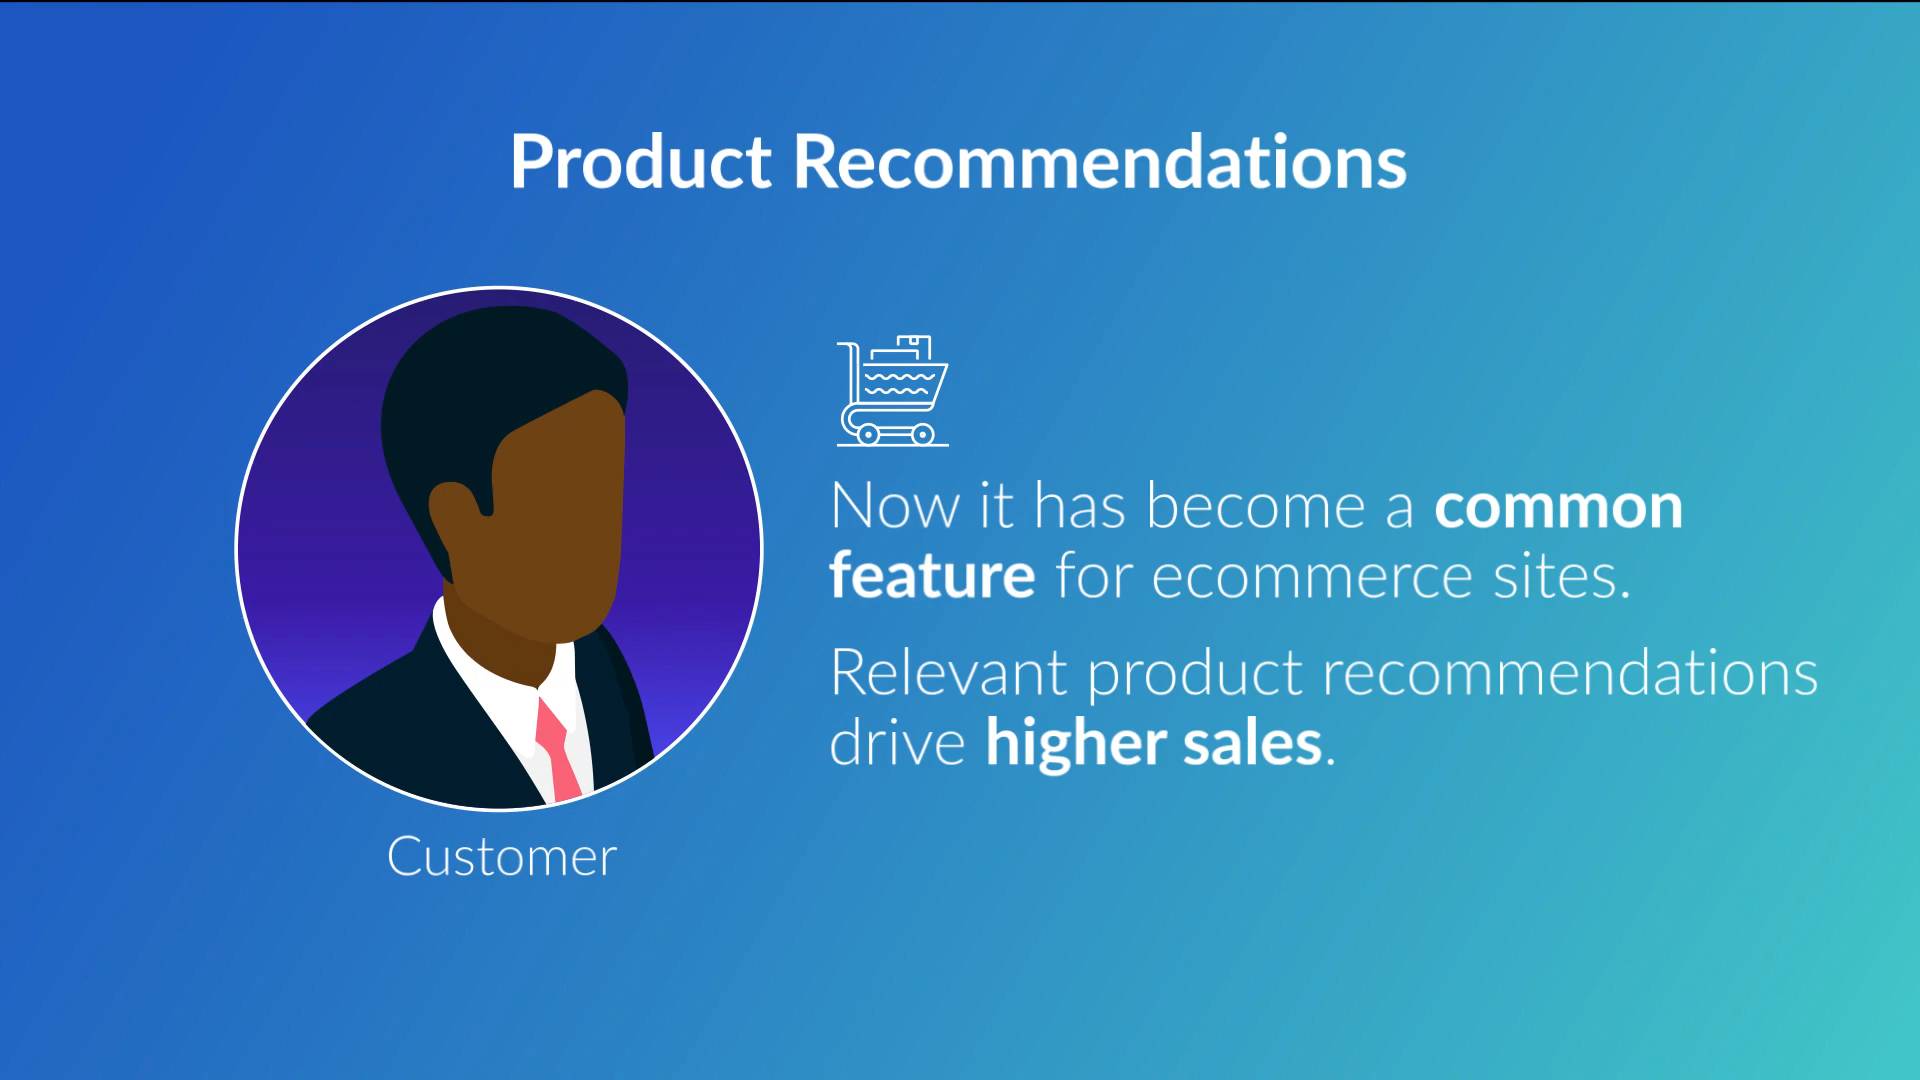 Product Recommendations
Now it has become a common
feature for ecommerce sites.
Relevant product recommendations
drive higher sales.
Customer